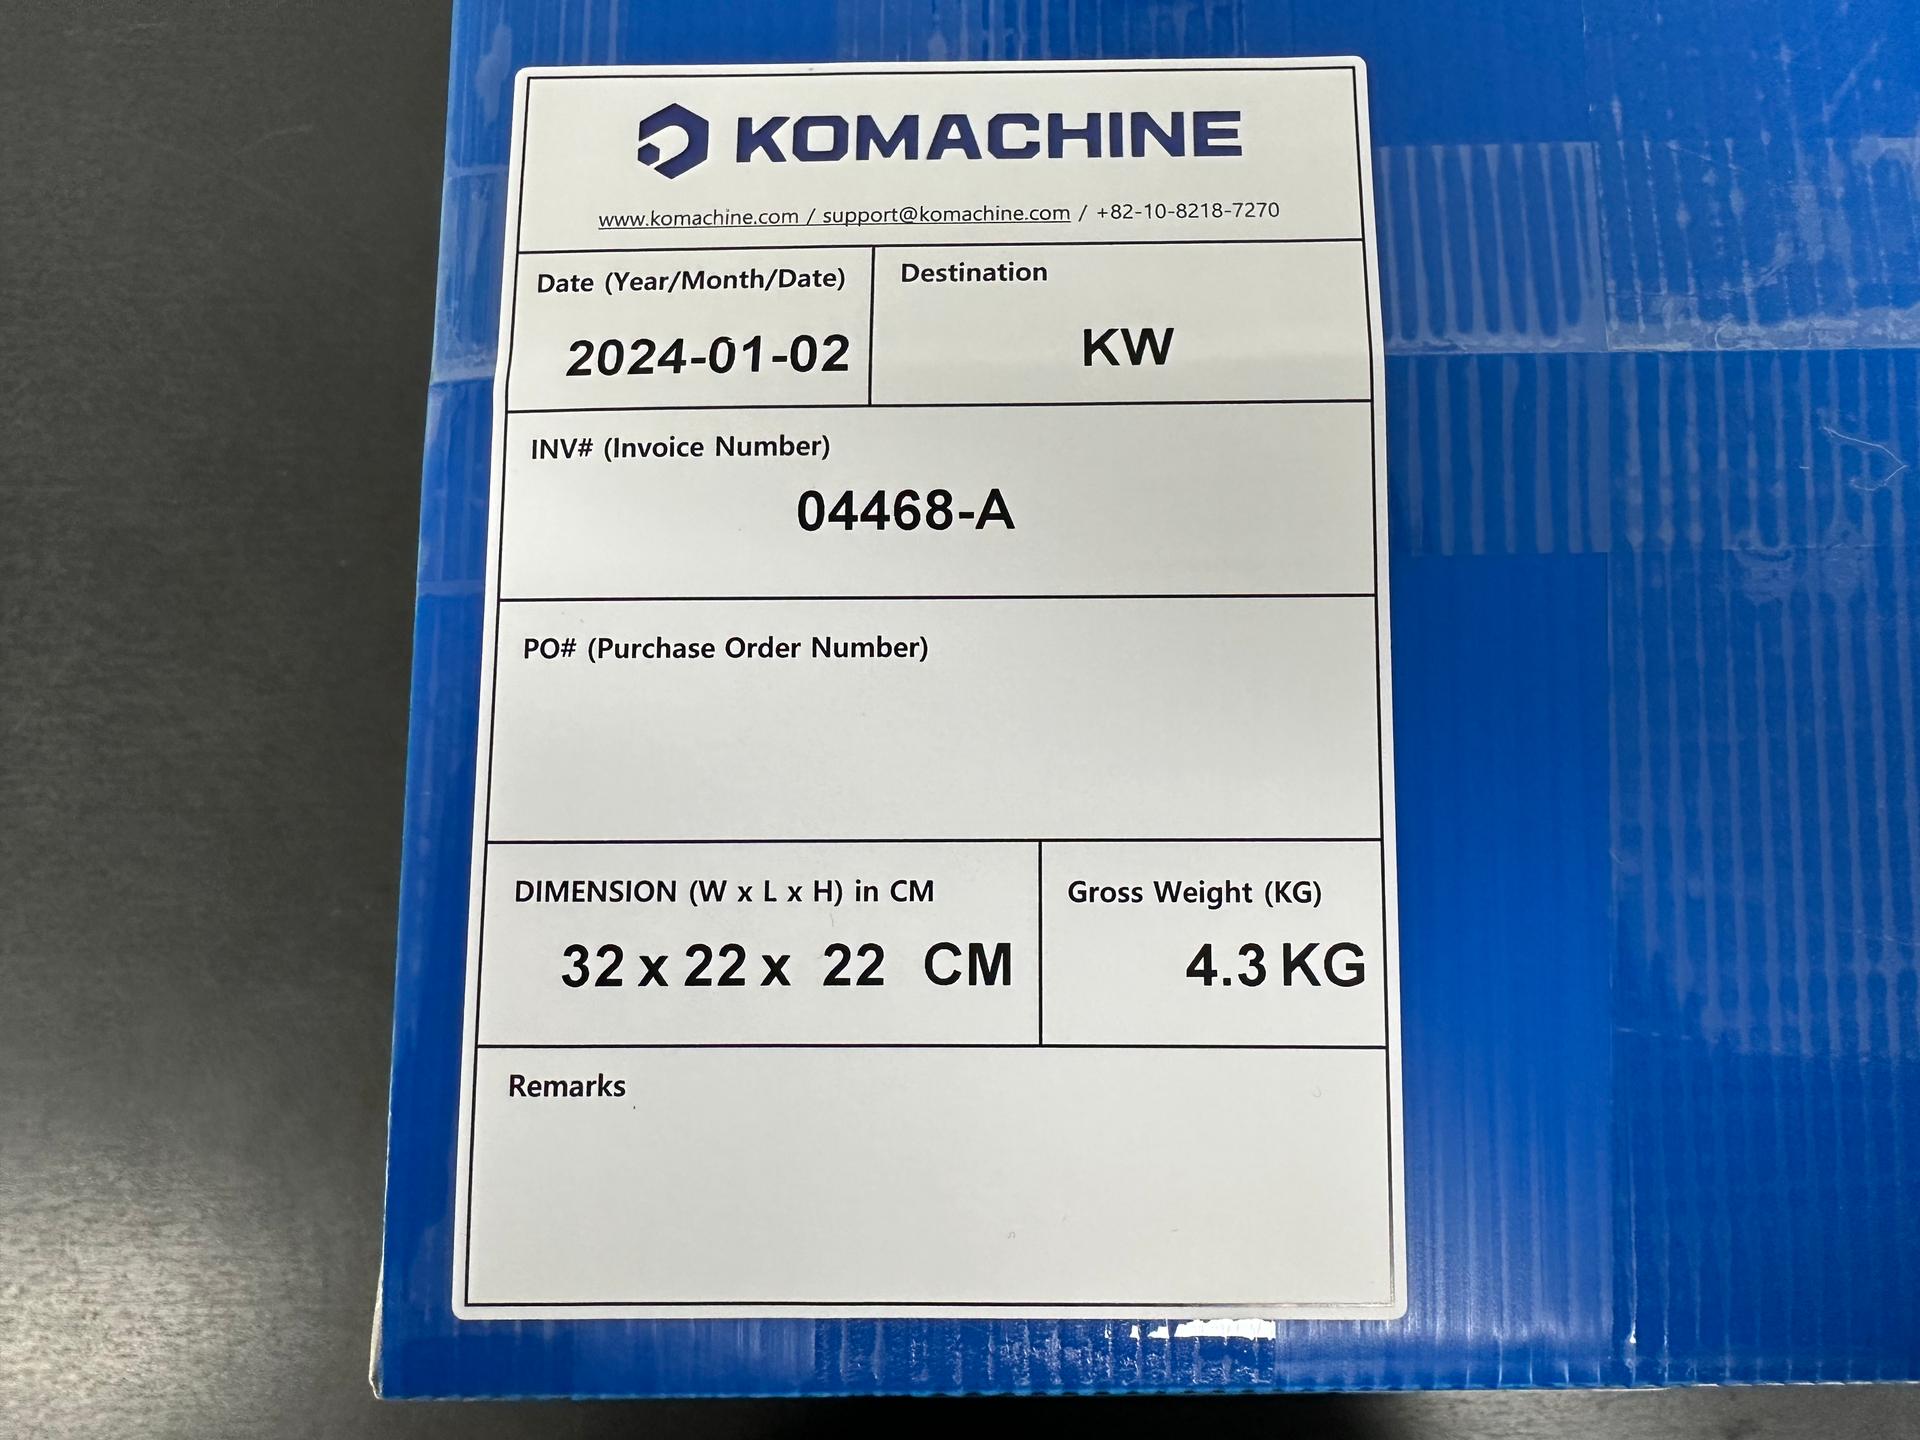 KOMACHINE
www.komachine.com / support@komachine.com / +82-10-8218-7270
Date (Year/Month/Date)
2024-01-02
Destination
KW
INV# (Invoice Number)
04468-A
PO# (Purchase Order Number)
DIMENSION (W x L x H) in CM
32 x 22 x 22 CM
Gross Weight (KG)
4.3 KG
Remarks